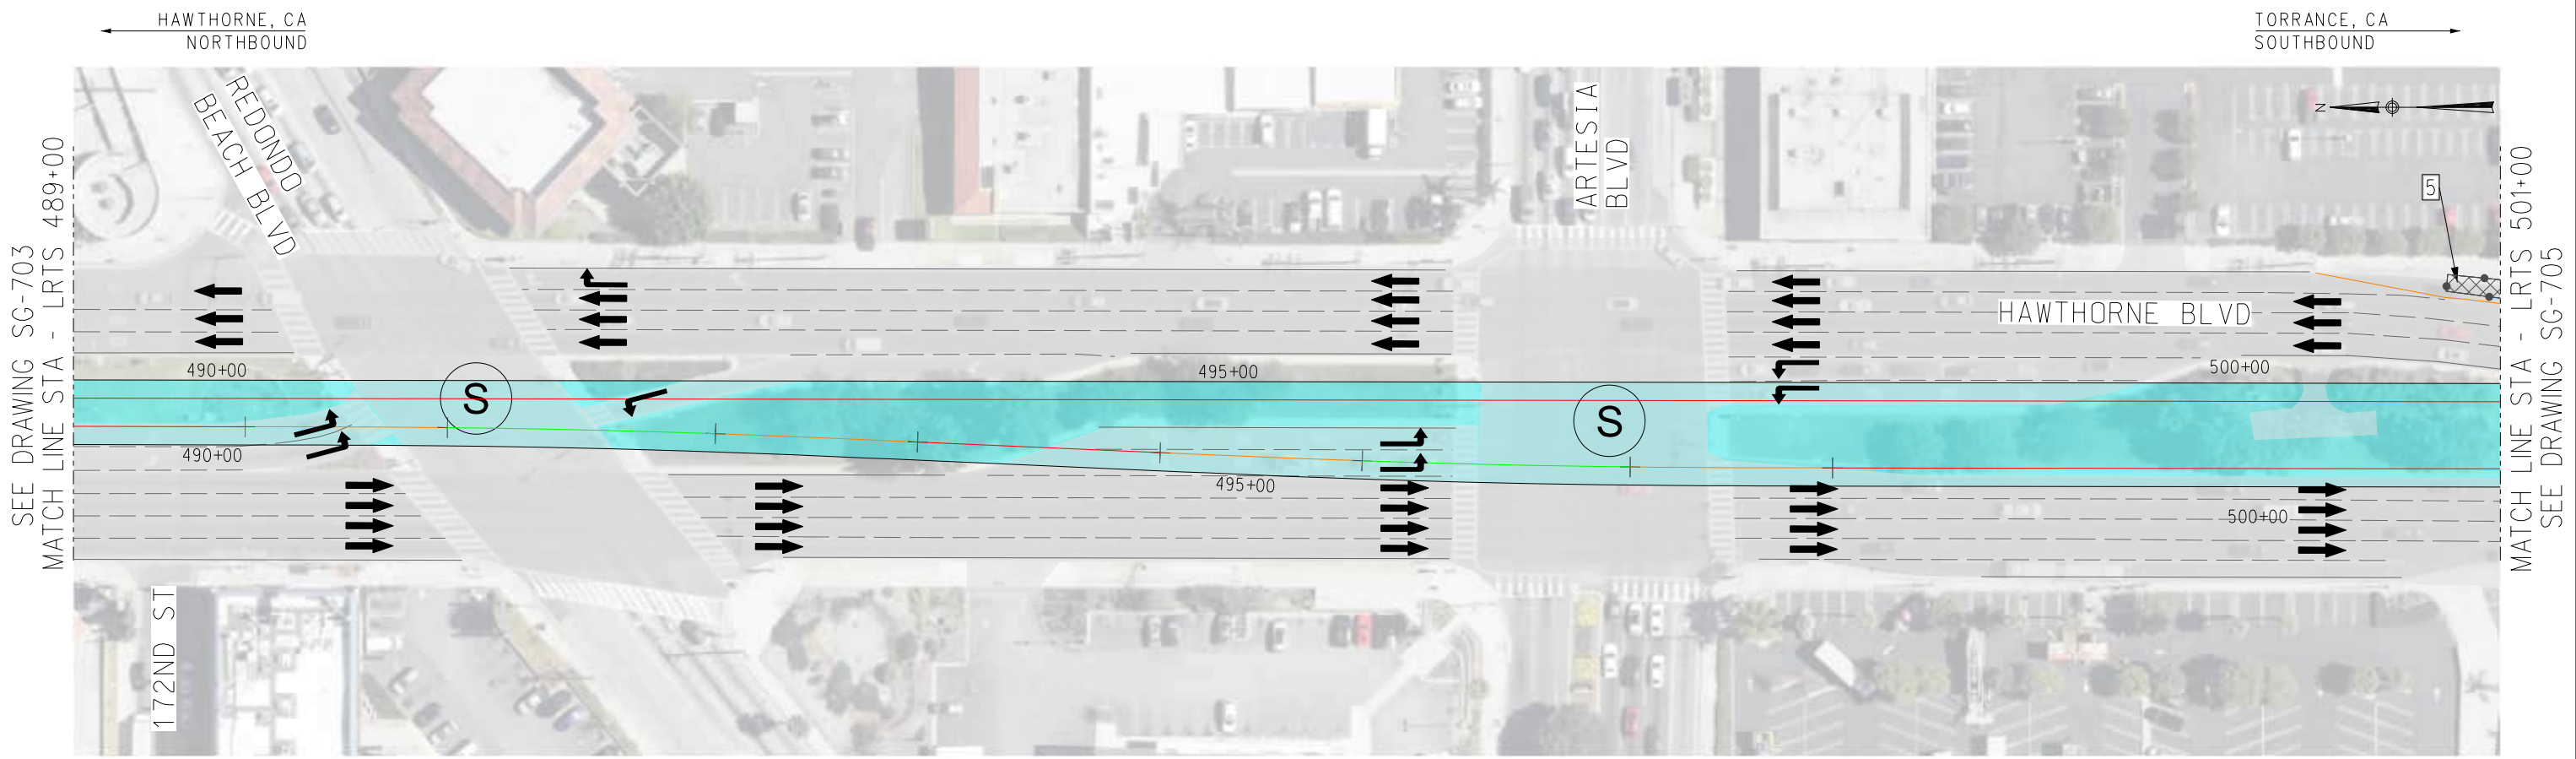 HAWTHORNE, CA
NORTHBOUND
TORRANCE, CA
SOUTHBOUND
REDONDO
BEACH BLVD
ARTESIA
BLVD
N
5
SEE DRAWING SG-703
MATCH LINE STA - LRTS 489+00
MATCH LINE STA - LRTS 501+00
SEE DRAWING SG-705
HAWTHORNE BLVD
490+00
495+00
500+00
S
S
490+00
495+00
500+00
172ND ST